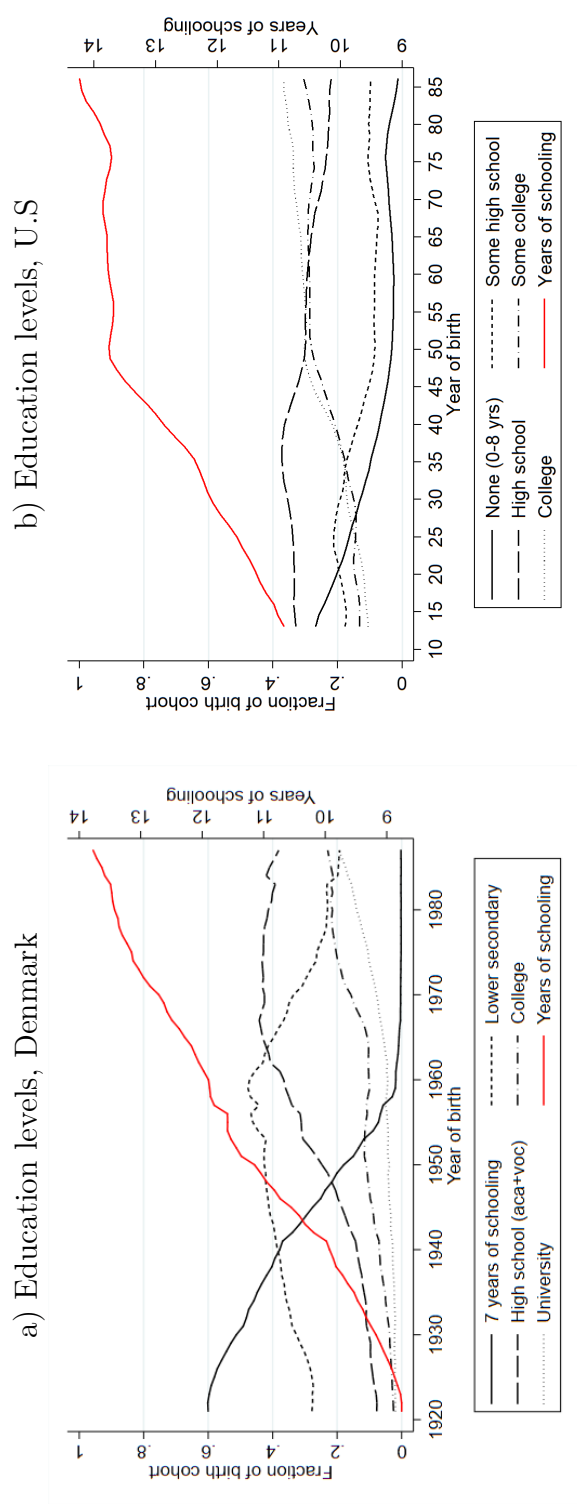 a) Education levels, Denmark
Fraction of birth cohort
0 .2 .4 .6 .8 1
Years of schooling
9 10 11 12 13 14
1920 1930 1940 1950 1960 1970 1980
Year of birth
7 years of schooling Lower secondary
High school (aca+voc) College
University Years of schooling
b) Education levels, U.S
Fraction of birth cohort
0 .2 .4 .6 .8 1
Years of schooling
9 10 11 12 13 14
10 15 20 25 30 35 40 45 50 55 60 65 70 75 80 85
Year of birth
None (0-8 yrs) Some high school
High school Some college
College Years of schooling